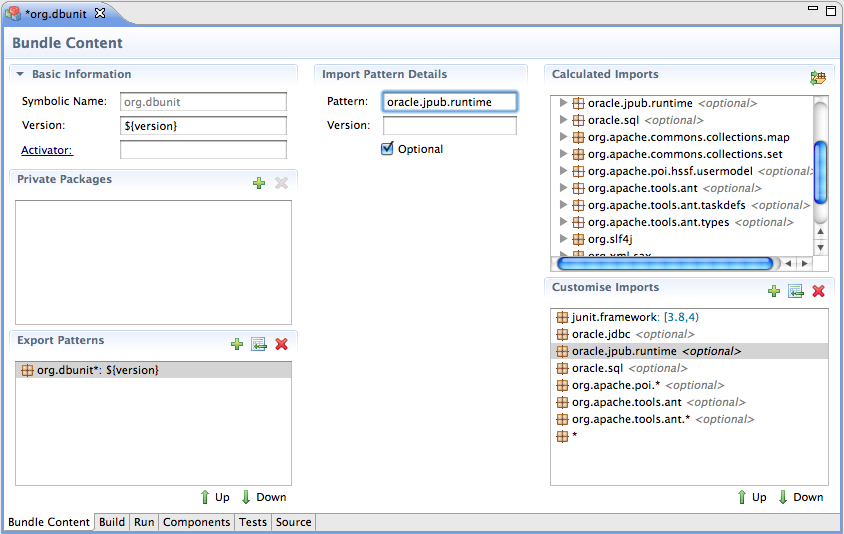 *org.dbunit
Bundle Content
Basic Information
Symbolic Name: org.dbunit
Version: ${version}
Activator:
Private Packages
Export Patterns
org.dbunit*: ${version}
Up Down
Import Pattern Details
Pattern: oracle.jpub.runtime
Version:
Optional
Calculated Imports
oracle.jpub.runtime <optional>
oracle.sql <optional>
org.apache.commons.collections.map
org.apache.commons.collections.set
org.apache.poi.hssf.usermodel <optional>
org.apache.tools.ant <optional>
org.apache.tools.ant.taskdefs <optional>
org.apache.tools.ant.types <optional>
org.slf4j
org.xml.sax
Customise Imports
junit.framework: [3.8,4)
oracle.jdbc <optional>
oracle.jpub.runtime <optional>
oracle.sql <optional>
org.apache.poi.* <optional>
org.apache.tools.ant <optional>
org.apache.tools.ant.* <optional>
*
Up Down
Bundle Content Build Run Components Tests Source